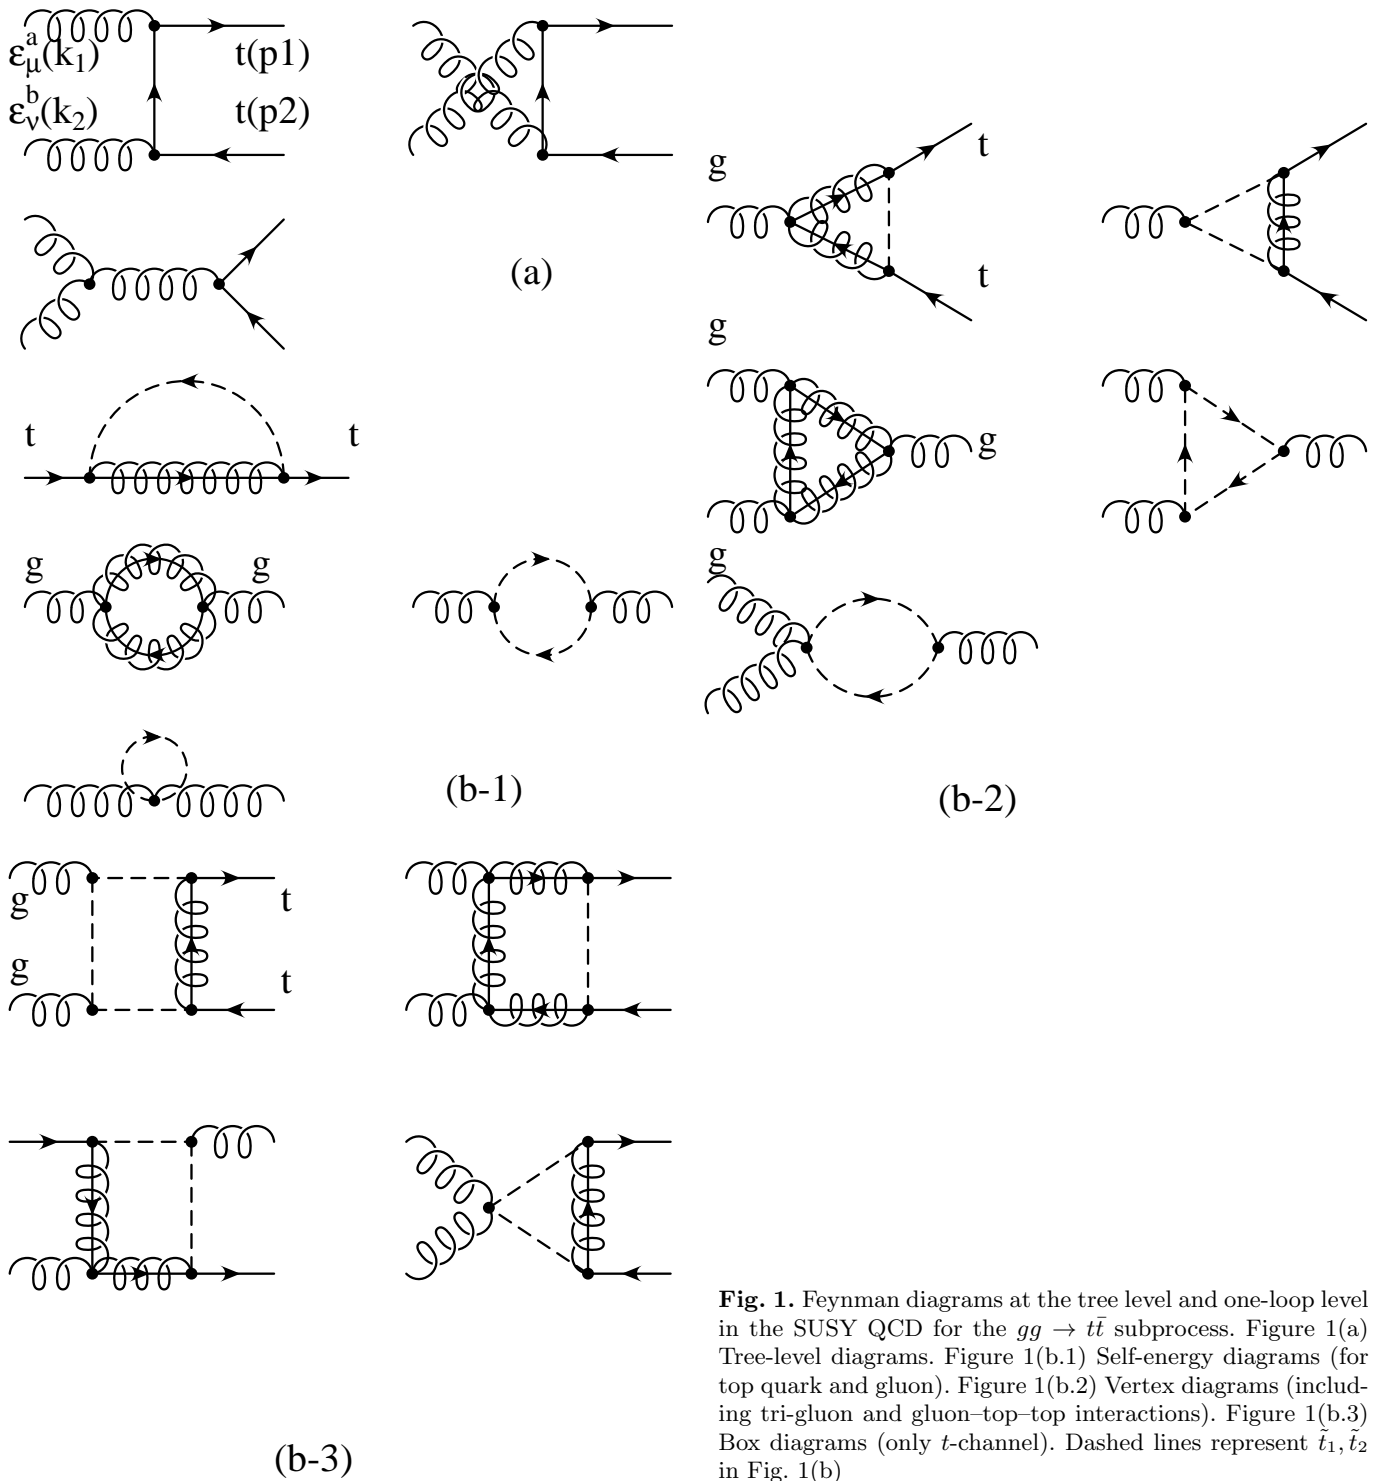 ε^a_μ(k_1) t(p1)
ε^b_ν(k_2) t(p2)
(a)
t t
g g
(b-1)
g t
t
g
g
g
(b-2)
g t
g t
(b-3)
Fig. 1. Feynman diagrams at the tree level and one-loop level
in the SUSY QCD for the gg → tt̄ subprocess. Figure 1(a)
Tree-level diagrams. Figure 1(b.1) Self-energy diagrams (for
top quark and gluon). Figure 1(b.2) Vertex diagrams (includ-
ing tri-gluon and gluon–top–top interactions). Figure 1(b.3)
Box diagrams (only t-channel). Dashed lines represent t̃_1, t̃_2
in Fig. 1(b)